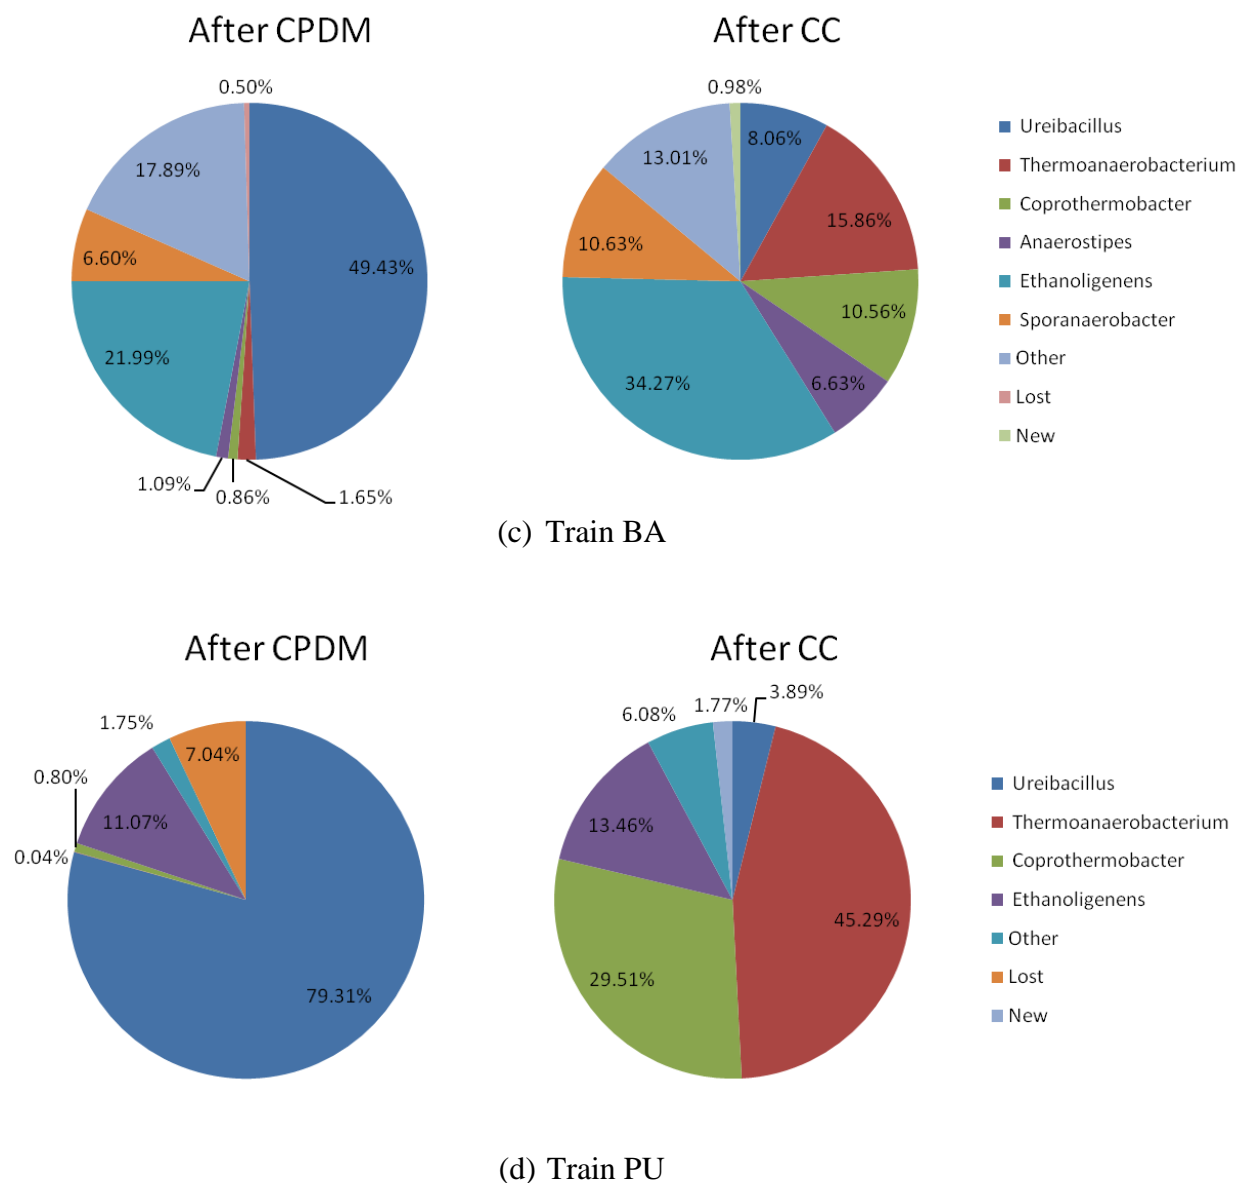 After CPDM
After CC
0.50%
0.98%
49.43%
1.65%
0.86%
1.09%
21.99%
6.60%
17.89%
8.06%
15.86%
10.56%
6.63%
34.27%
10.63%
13.01%
Ureibacillus
Thermoanaerobacterium
Coprothermobacter
Anaerostipes
Ethanoligenens
Sporanaerobacter
Other
Lost
New
(c) Train BA
After CPDM
After CC
79.31%
0.04%
0.80%
11.07%
1.75%
7.04%
3.89%
45.29%
29.51%
13.46%
6.08%
1.77%
Ureibacillus
Thermoanaerobacterium
Coprothermobacter
Ethanoligenens
Other
Lost
New
(d) Train PU